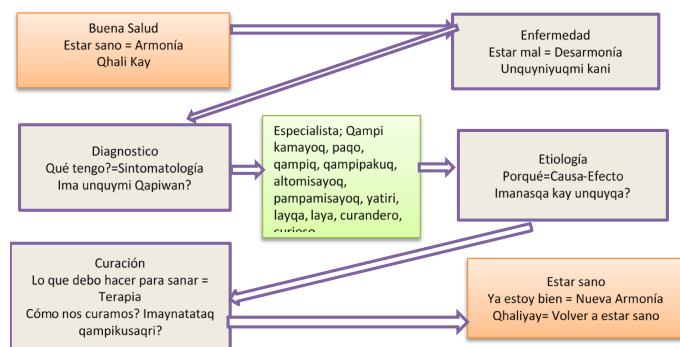 Buena Salud
Estar sano = Armonía
Qhali Kay
Enfermedad
Estar mal = Desarmonía
Unquyniyuqmi kani
Diagnostico
Qué tengo?=Sintomatología
Ima unquymi Qapiwan?
Especialista; Qampi
kamayoq, paqo,
qampiq, qampipakuq,
altomisayoq,
pampamisayoq, yatiri,
layqa, laya, curandero,
curioso
Etiología
Porqué=Causa-Efecto
Imanasqa kay unquyqa?
Curación
Lo que debo hacer para sanar =
Terapia
Cómo nos curamos? Imaynatataq
qampikusaqri?
Estar sano
Ya estoy bien = Nueva Armonía
Qhaliyay= Volver a estar sano